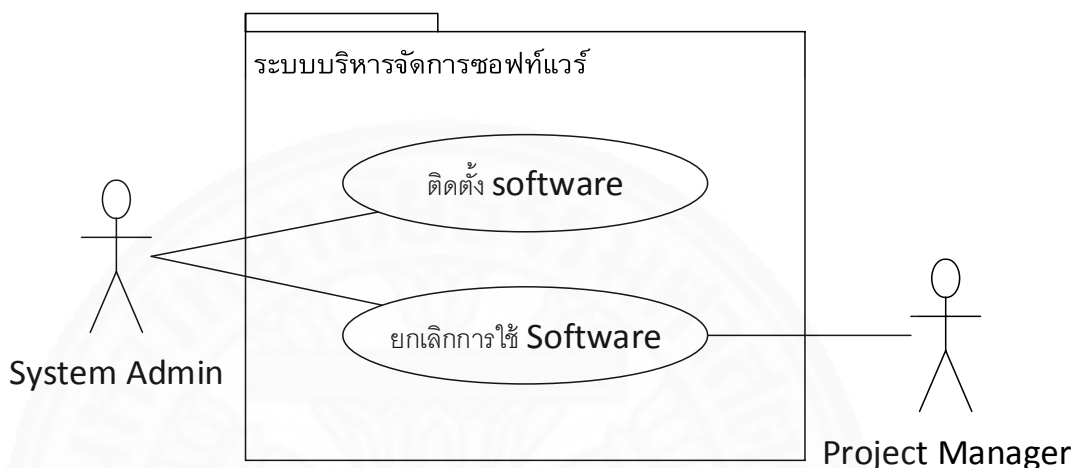 ระบบบริหารจัดการซอฟท์แวร์
ติดตั้ง software
ยกเลิกการใช้ Software
System Admin
Project Manager